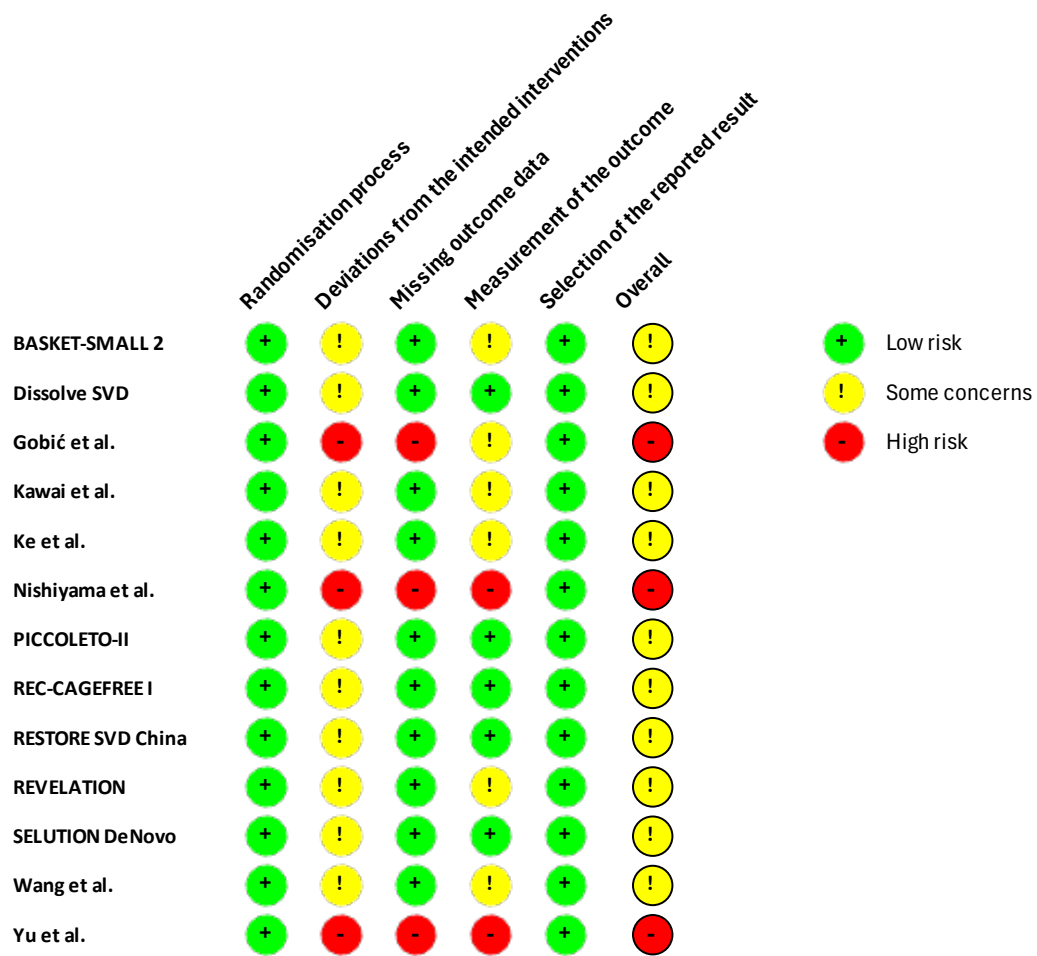 Randomisation process
Deviations from the intended interventions
Missing outcome data
Measurement of the outcome
Selection of the reported result
Overall
BASKET-SMALL 2 + ! + ! + !
Dissolve SVD + ! + + + !
Gobić et al. + - - ! + -
Kawai et al. + ! + ! + !
Ke et al. + ! + ! + !
Nishiyama et al. + - - - + -
PICCOLETO-II + ! + + + !
REC-CAGEFREE I + ! + + + !
RESTORE SVD China + ! + + + !
REVELATION + ! + ! + !
SELUTION DeNovo + ! + + + !
Wang et al. + ! + ! + !
Yu et al. + - - - + -
+ Low risk
! Some concerns
- High risk